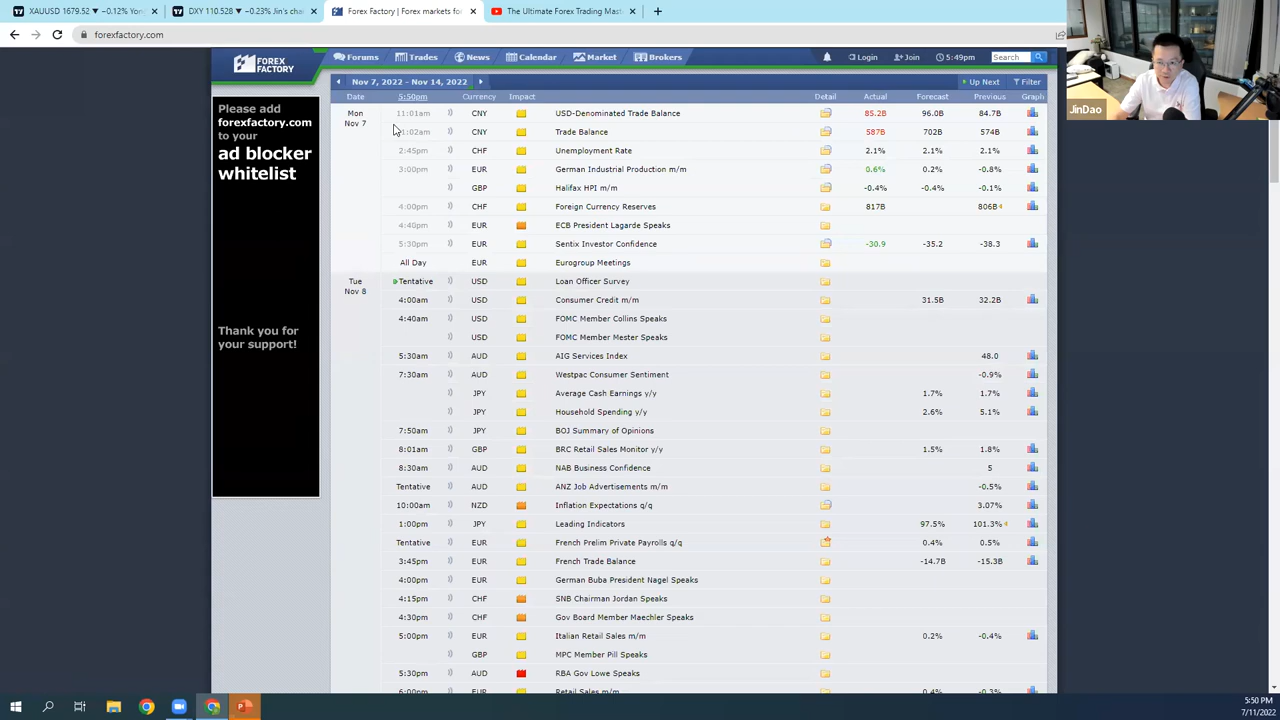 XAUUSD 1679.52 ▼ −0.12% Yon
DXY 110.528 ▼ −0.23% Jin's cha
Forex Factory | Forex markets for
The Ultimate Forex Trading Mast
forexfactory.com
FOREX FACTORY
Forums Trades News Calendar Market Brokers
Login Join 5:49pm Search
Nov 7, 2022 - Nov 14, 2022 Up Next Filter
Date 5:50pm Currency Impact Detail Actual Forecast Previous Graph
Mon Nov 7 11:01am CNY USD-Denominated Trade Balance 85.2B 96.0B 84.7B
:02am CNY Trade Balance 587B 702B 574B
2:45pm CHF Unemployment Rate 2.1% 2.1% 2.1%
3:00pm EUR German Industrial Production m/m 0.6% 0.2% -0.8%
GBP Halifax HPI m/m -0.4% -0.4% -0.1%
4:00pm CHF Foreign Currency Reserves 817B 806B
4:40pm EUR ECB President Lagarde Speaks
5:30pm EUR Sentix Investor Confidence -30.9 -35.2 -38.3
All Day EUR Eurogroup Meetings
Tue Nov 8 Tentative USD Loan Officer Survey
4:00am USD Consumer Credit m/m 31.5B 32.2B
4:40am USD FOMC Member Collins Speaks
USD FOMC Member Mester Speaks
5:30am AUD AIG Services Index 48.0
7:30am AUD Westpac Consumer Sentiment -0.9%
JPY Average Cash Earnings y/y 1.7% 1.7%
JPY Household Spending y/y 2.6% 5.1%
7:50am JPY BOJ Summary of Opinions
8:01am GBP BRC Retail Sales Monitor y/y 1.5% 1.8%
8:30am AUD NAB Business Confidence 5
Tentative AUD ANZ Job Advertisements m/m -0.5%
10:00am NZD Inflation Expectations q/q 3.07%
1:00pm JPY Leading Indicators 97.5% 101.3%
Tentative EUR French Prelim Private Payrolls q/q 0.4% 0.5%
3:45pm EUR French Trade Balance -14.7B -15.3B
4:00pm EUR German Buba President Nagel Speaks
4:15pm CHF SNB Chairman Jordan Speaks
4:30pm CHF Gov Board Member Maechler Speaks
5:00pm EUR Italian Retail Sales m/m 0.2% -0.4%
GBP MPC Member Pill Speaks
5:30pm AUD RBA Gov Lowe Speaks
6:00pm EUR Retail Sales m/m 0.4% -0.3%
Please add
forexfactory.com
to your
ad blocker
whitelist
Thank you for
your support!
JinDao
5:50 PM
7/11/2022